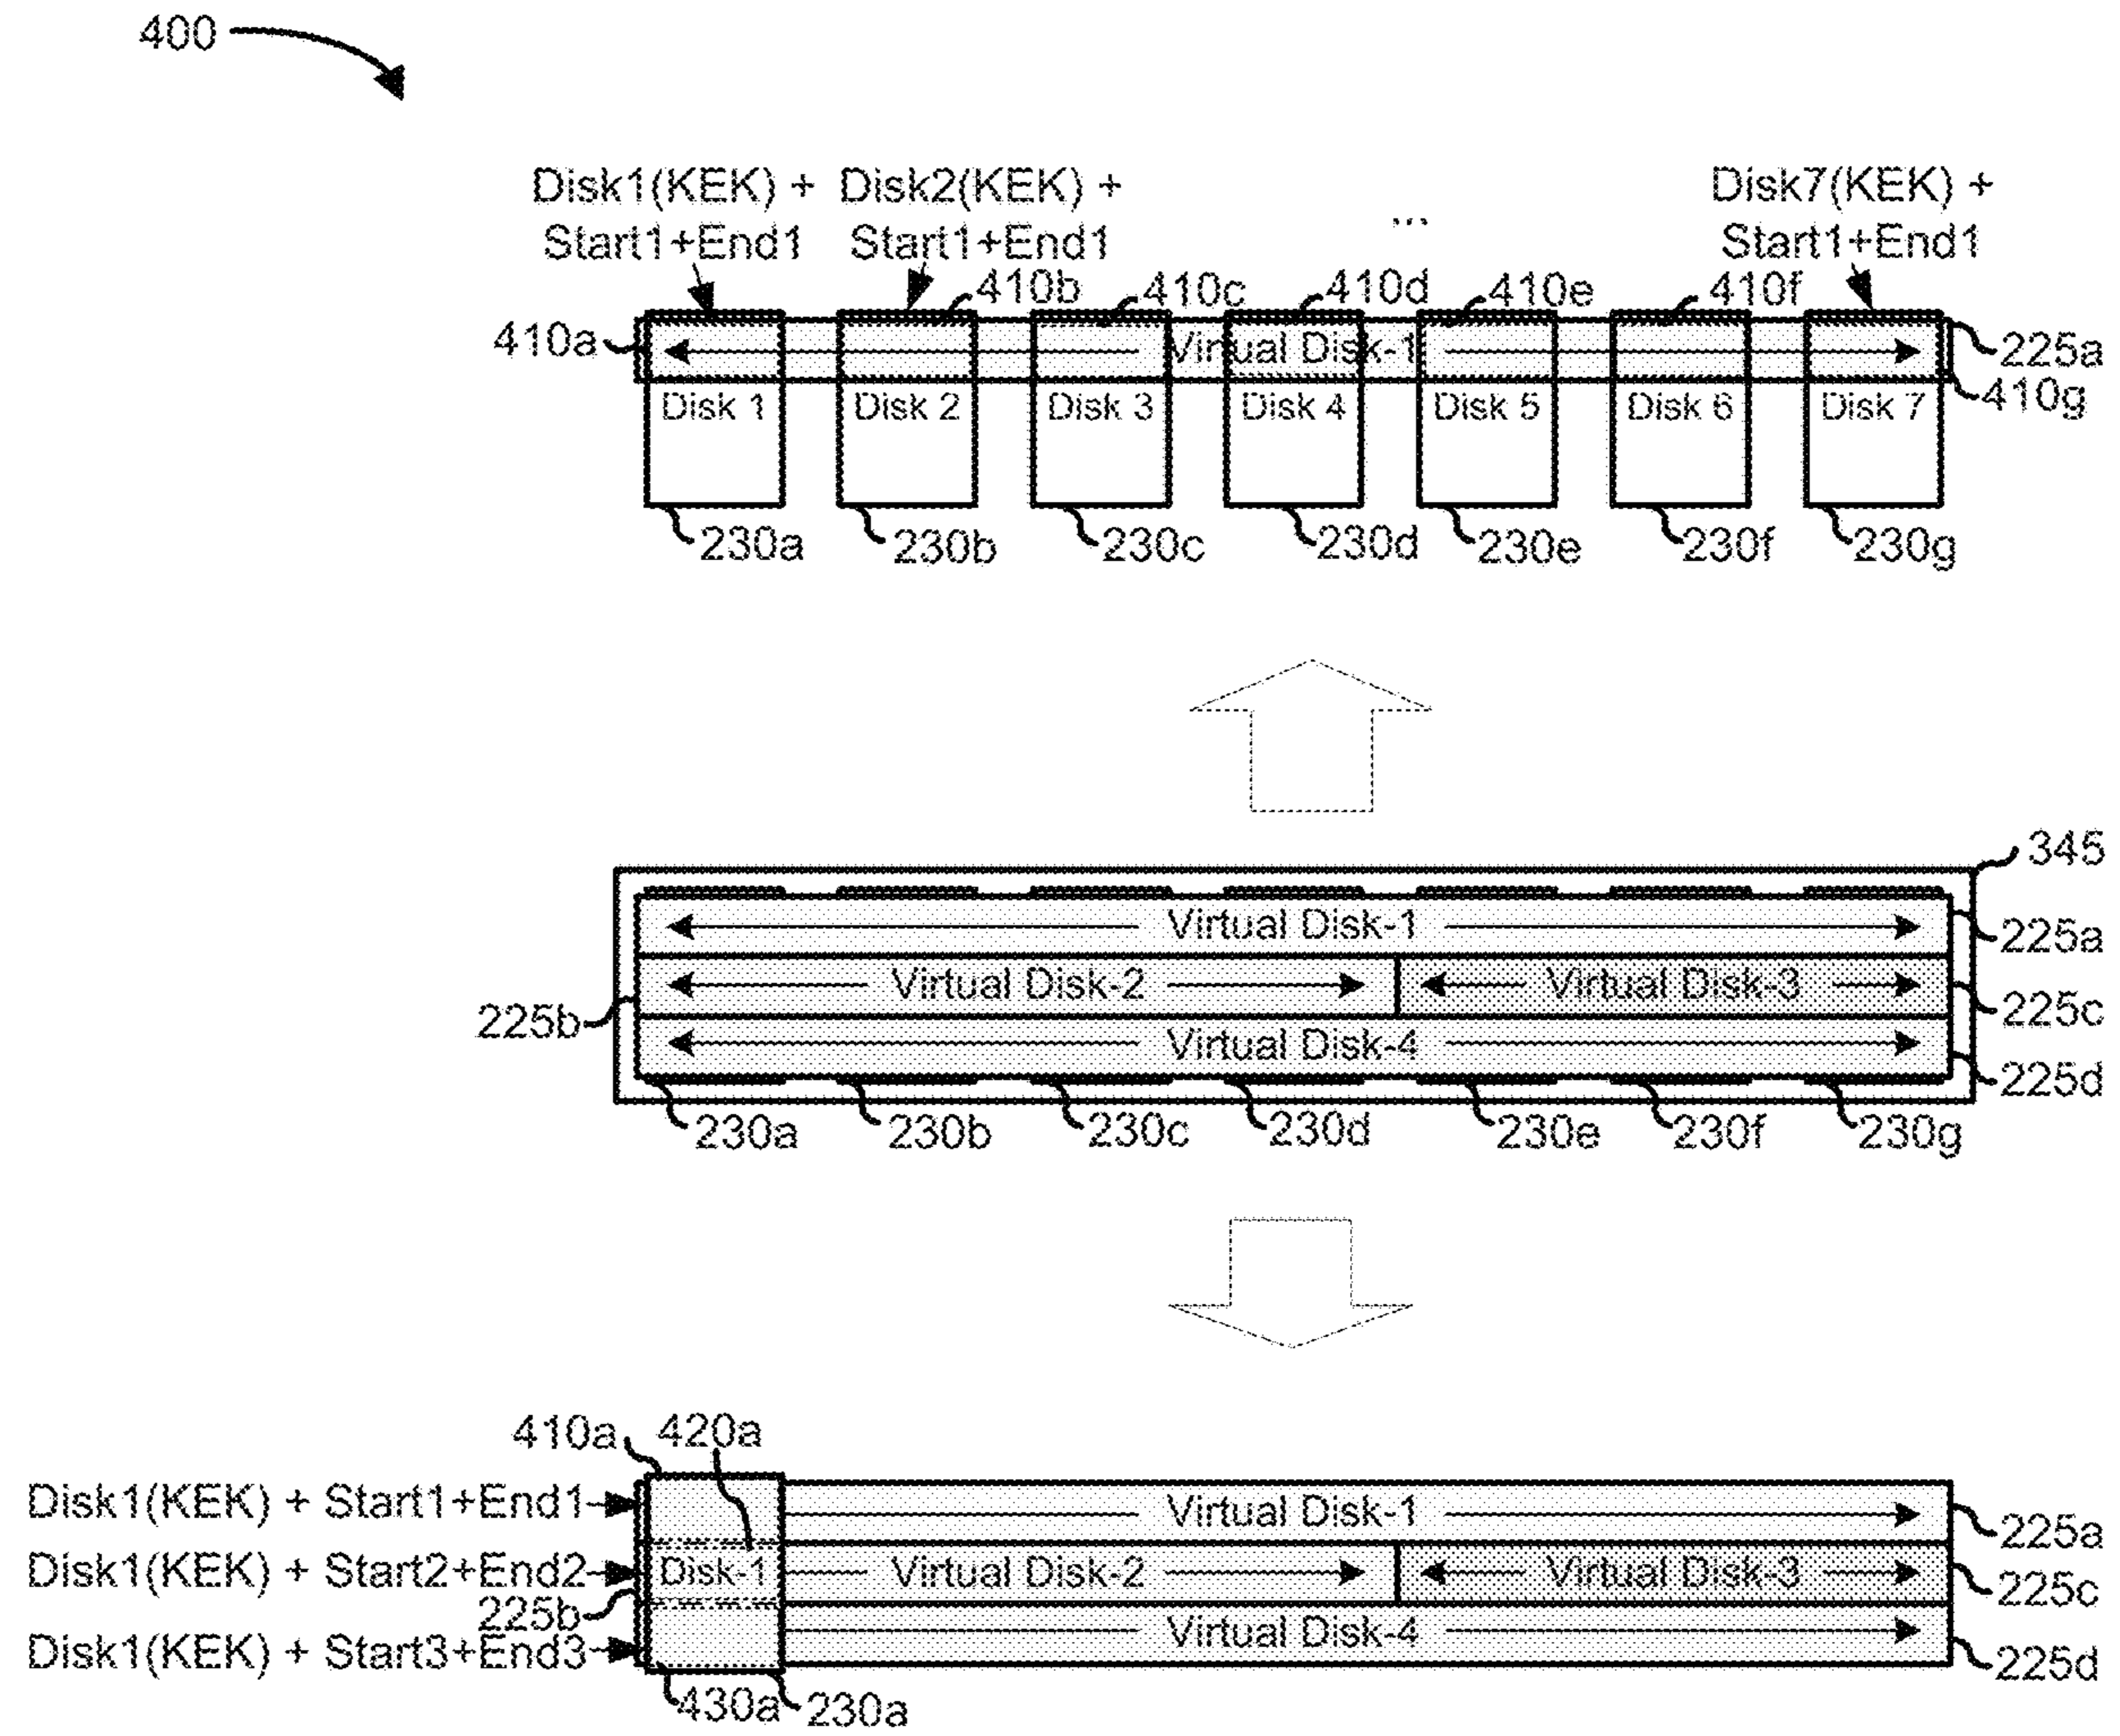 400
Disk1(KEK) + Disk2(KEK) + Disk7(KEK) +
Start1+End1 Start1+End1 ... Start1+End1
410b 410c 410d 410e 410f
410a Virtual Disk-1 225a
Disk 1 Disk 2 Disk 3 Disk 4 Disk 5 Disk 6 Disk 7 410g
230a 230b 230c 230d 230e 230f 230g
345
Virtual Disk-1 225a
Virtual Disk-2 Virtual Disk-3
225b 225c
Virtual Disk-4
225d
230a 230b 230c 230d 230e 230f 230g
410a 420a
Disk1(KEK) + Start1+End1 Virtual Disk-1
225a
Disk1(KEK) + Start2+End2 Disk-1 Virtual Disk-2 Virtual Disk-3
225b 225c
Disk1(KEK) + Start3+End3 Virtual Disk-4
225d
430a 230a